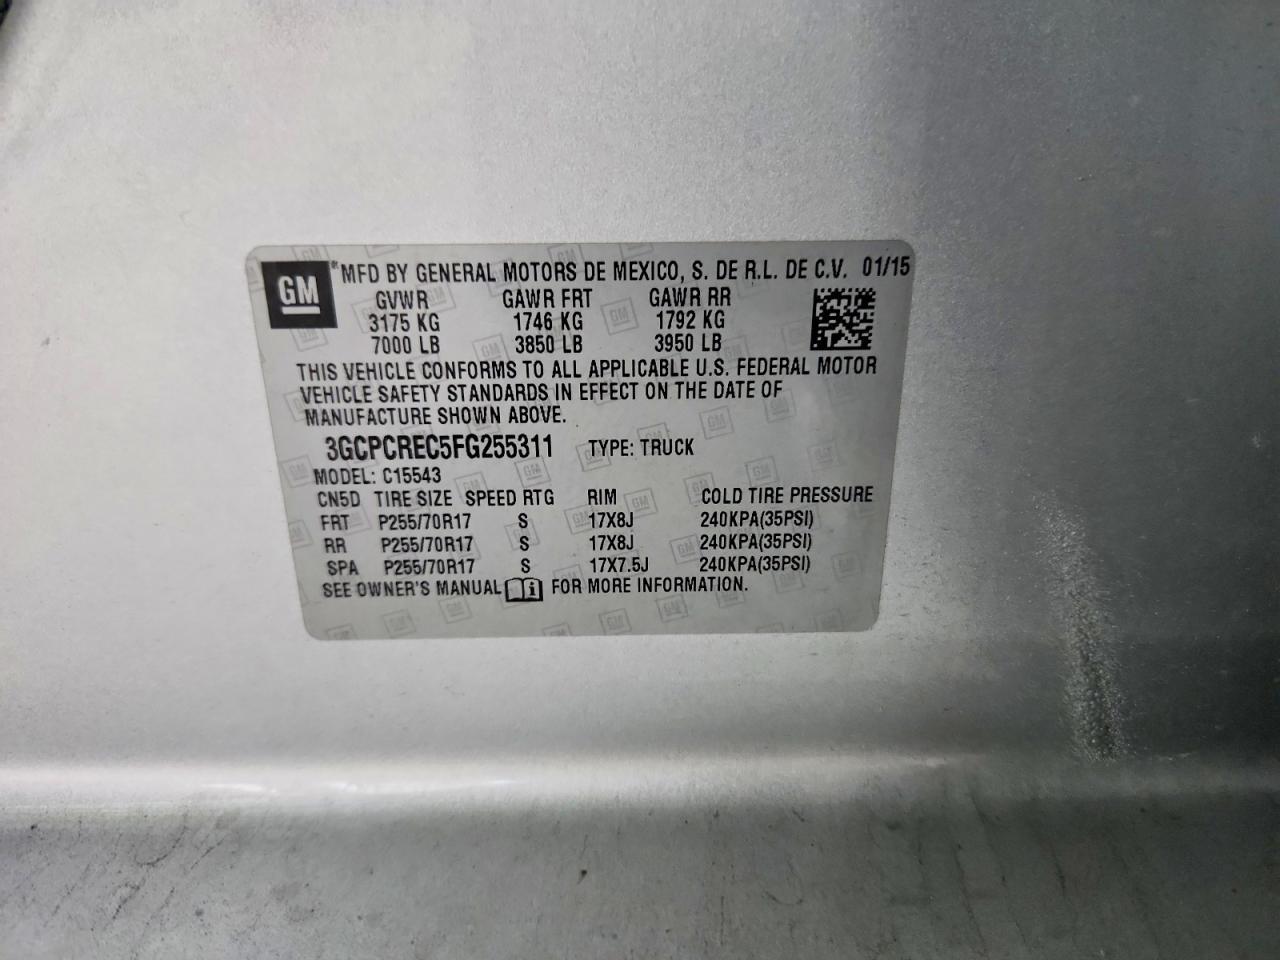 GM
MFD BY GENERAL MOTORS DE MEXICO, S. DE R.L. DE C.V. 01/15
GVWR GAWR FRT GAWR RR
3175 KG 1746 KG 1792 KG
7000 LB 3850 LB 3950 LB
THIS VEHICLE CONFORMS TO ALL APPLICABLE U.S. FEDERAL MOTOR
VEHICLE SAFETY STANDARDS IN EFFECT ON THE DATE OF
MANUFACTURE SHOWN ABOVE.
3GCPCREC5FG255311 TYPE: TRUCK
MODEL: C15543
CN5D TIRE SIZE SPEED RTG RIM COLD TIRE PRESSURE
FRT P255/70R17 S 17X8J 240KPA(35PSI)
RR P255/70R17 S 17X8J 240KPA(35PSI)
SPA P255/70R17 S 17X7.5J 240KPA(35PSI)
SEE OWNER'S MANUAL i FOR MORE INFORMATION.